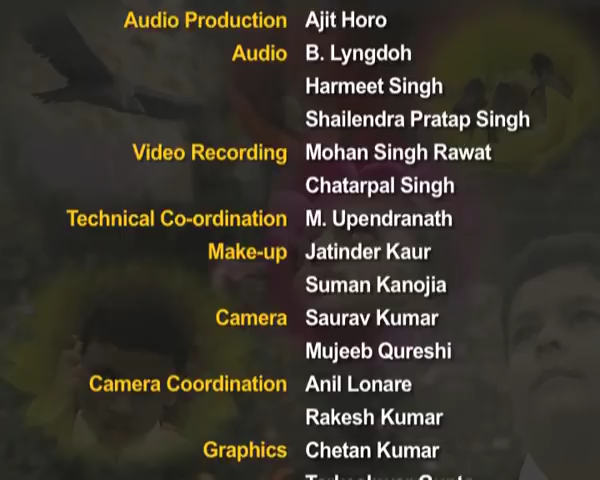 Audio Production Ajit Horo
Audio B. Lyngdoh
Harmeet Singh
Shailendra Pratap Singh
Video Recording Mohan Singh Rawat
Chatarpal Singh
Technical Co-ordination M. Upendranath
Make-up Jatinder Kaur
Suman Kanojia
Camera Saurav Kumar
Mujeeb Qureshi
Camera Coordination Anil Lonare
Rakesh Kumar
Graphics Chetan Kumar